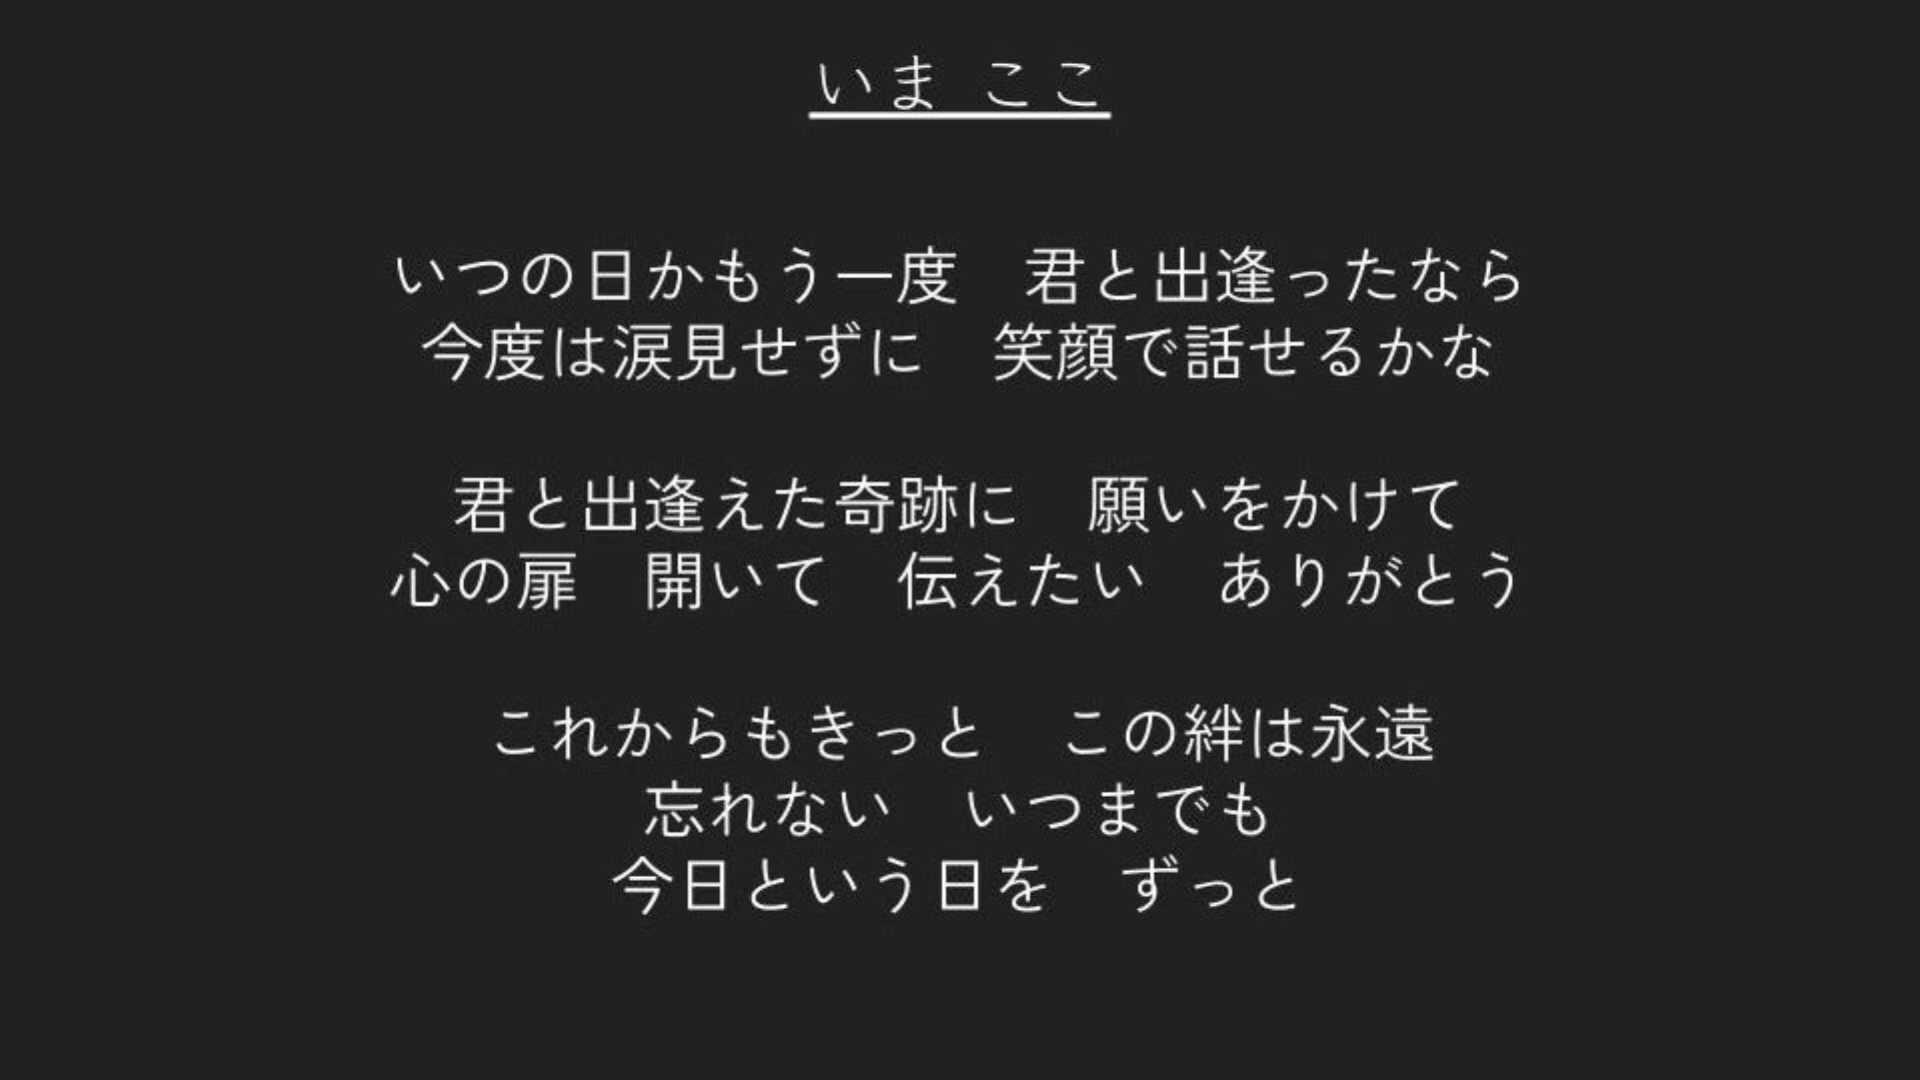 いま ここ
いつの日かもう一度　君と出逢ったなら
今度は涙見せずに　笑顔で話せるかな
君と出逢えた奇跡に　願いをかけて
心の扉　開いて　伝えたい　ありがとう
これからもきっと　この絆は永遠
忘れない　いつまでも
今日という日を　ずっと